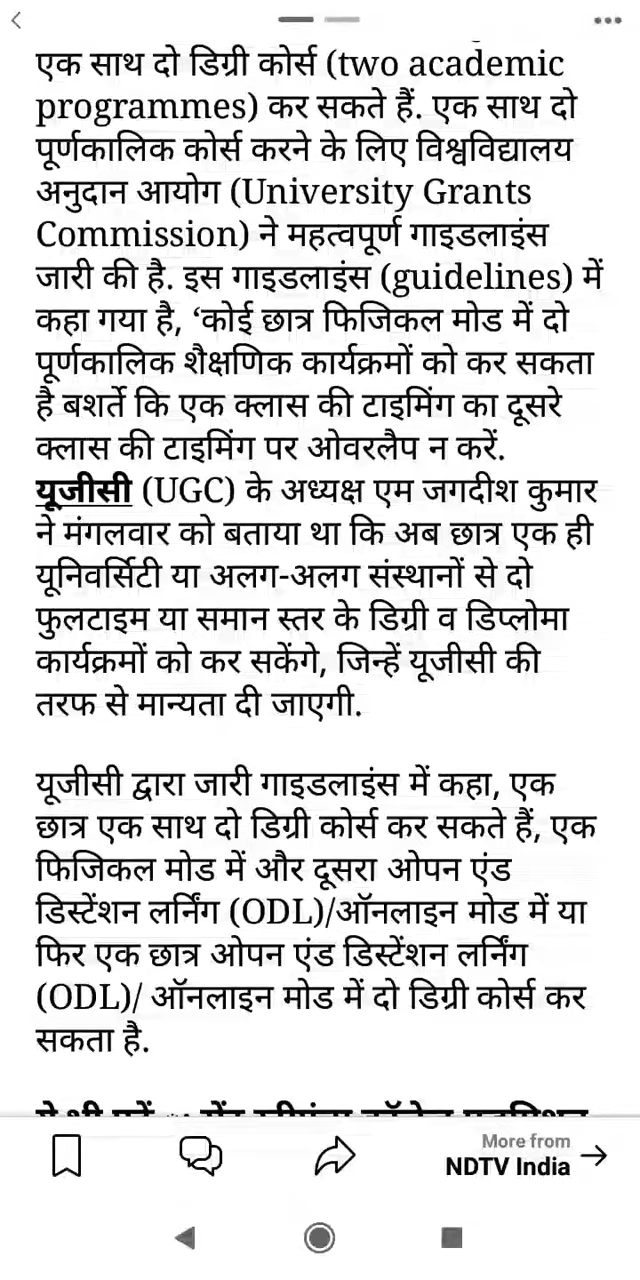 एक साथ दो डिग्री कोर्स (two academic
programmes) कर सकते हैं. एक साथ दो
पूर्णकालिक कोर्स करने के लिए विश्वविद्यालय
अनुदान आयोग (University Grants
Commission) ने महत्वपूर्ण गाइडलाइंस
जारी की है. इस गाइडलाइंस (guidelines) में
कहा गया है, ‘कोई छात्र फिजिकल मोड में दो
पूर्णकालिक शैक्षणिक कार्यक्रमों को कर सकता
है बशर्ते कि एक क्लास की टाइमिंग का दूसरे
क्लास की टाइमिंग पर ओवरलैप न करें.
यूजीसी (UGC) के अध्यक्ष एम जगदीश कुमार
ने मंगलवार को बताया था कि अब छात्र एक ही
यूनिवर्सिटी या अलग-अलग संस्थानों से दो
फुलटाइम या समान स्तर के डिग्री व डिप्लोमा
कार्यक्रमों को कर सकेंगे, जिन्हें यूजीसी की
तरफ से मान्यता दी जाएगी.
यूजीसी द्वारा जारी गाइडलाइंस में कहा, एक
छात्र एक साथ दो डिग्री कोर्स कर सकते हैं, एक
फिजिकल मोड में और दूसरा ओपन एंड
डिस्टेंशन लर्निंग (ODL)/ऑनलाइन मोड में या
फिर एक छात्र ओपन एंड डिस्टेंशन लर्निंग
(ODL)/ ऑनलाइन मोड में दो डिग्री कोर्स कर
सकता है.
More from
NDTV India